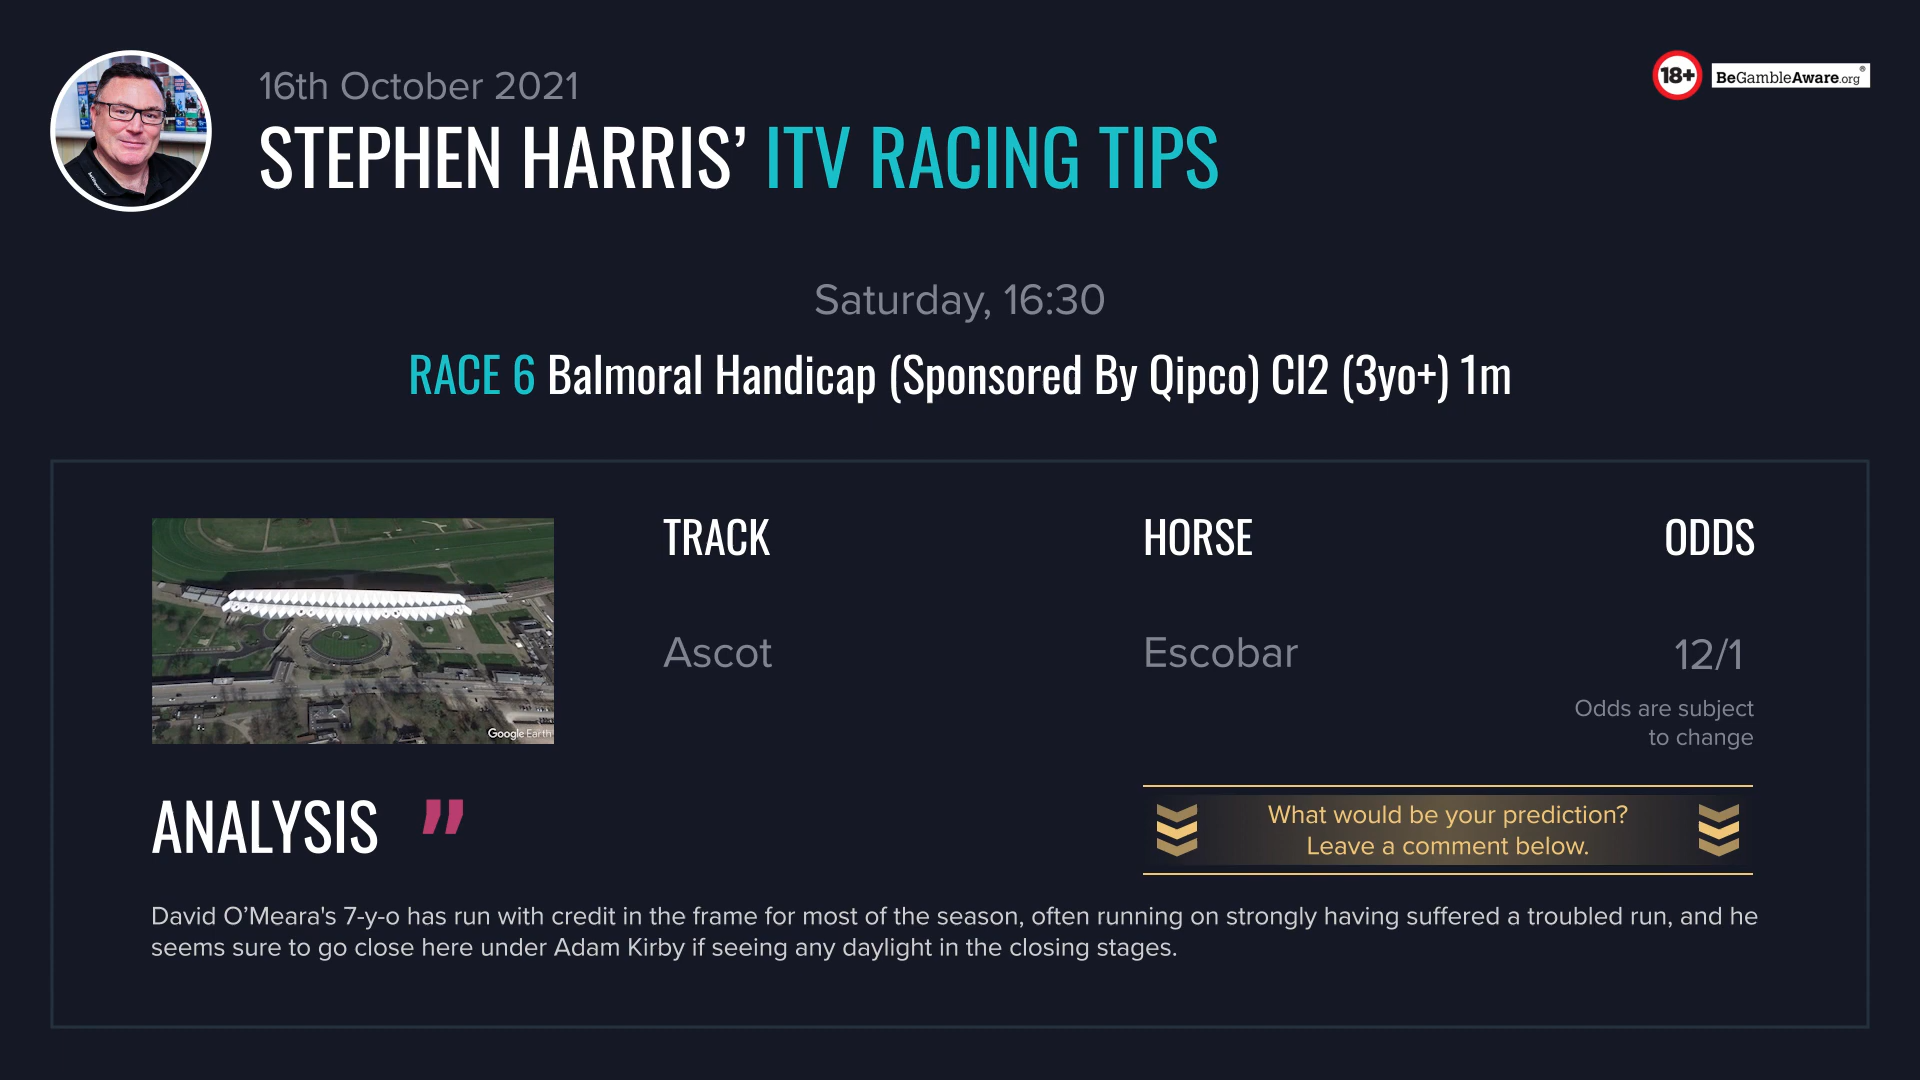 16th October 2021
STEPHEN HARRIS’ ITV RACING TIPS
18+ BeGambleAware.org®
Saturday, 16:30
RACE 6 Balmoral Handicap (Sponsored By Qipco) Cl2 (3yo+) 1m
TRACK
HORSE
ODDS
Ascot
Escobar
12/1
Odds are subject
to change
Google Earth
ANALYSIS ”
What would be your prediction?
Leave a comment below.
David O’Meara's 7-y-o has run with credit in the frame for most of the season, often running on strongly having suffered a troubled run, and he
seems sure to go close here under Adam Kirby if seeing any daylight in the closing stages.